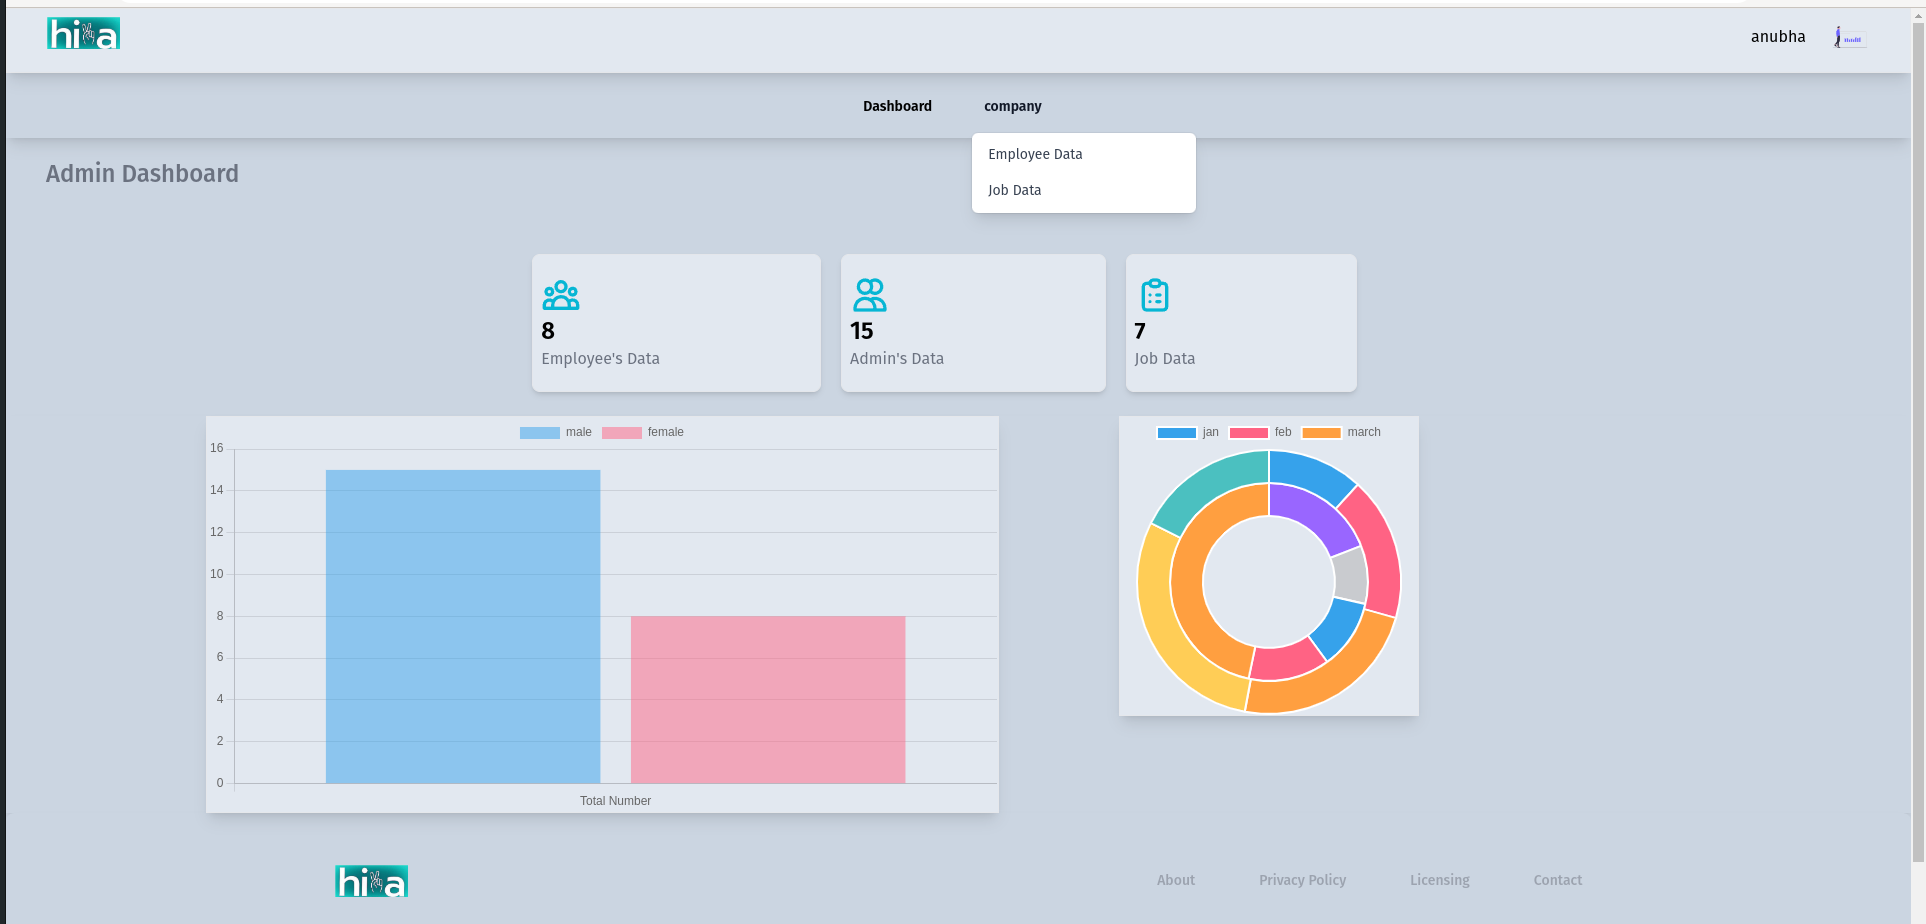 anubha
Dashboard company
Employee Data
Job Data
Admin Dashboard
8
Employee's Data
15
Admin's Data
7
Job Data
male female
16
14
12
10
8
6
4
2
0
Total Number
jan feb march
About Privacy Policy Licensing Contact